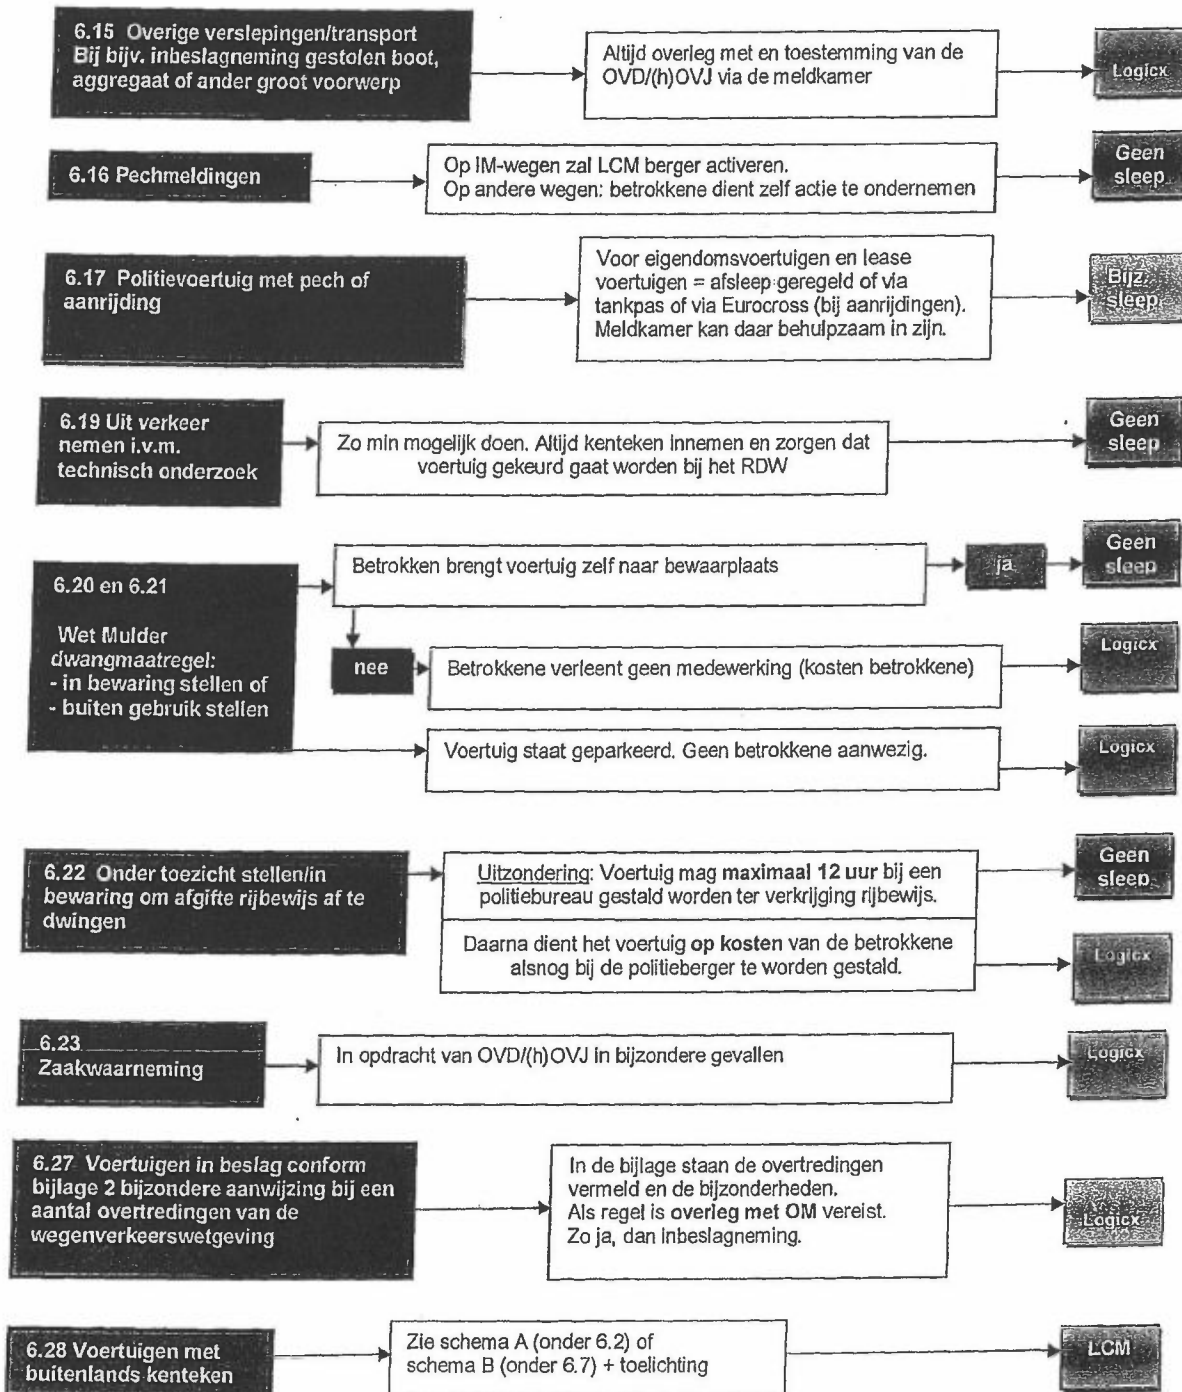 6.15 Overige verslepingen/transport
Bij bijv. inbeslagneming gestolen boot,
aggregaat of ander groot voorwerp
Altijd overleg met en toestemming van de
OVD/(h)OVJ via de meldkamer
Logicx
6.16 Pechmeldingen
Op IM-wegen zal LCM berger activeren.
Op andere wegen: betrokkene dient zelf actie te ondernemen
Geen
sleep
6.17 Politievoertuig met pech of
aanrijding
Voor eigendomsvoertuigen en lease
voertuigen = afsleep geregeld of via
tankpas of via Eurocross (bij aanrijdingen).
Meldkamer kan daar behulpzaam in zijn.
Bijz.
sleep
6.19 Uit verkeer
nemen i.v.m.
technisch onderzoek
Zo min mogelijk doen. Altijd kenteken innemen en zorgen dat
voertuig gekeurd gaat worden bij het RDW
Geen
sleep
6.20 en 6.21
Wet Mulder
dwangmaatregel:
- in bewaring stellen of
- buiten gebruik stellen
Betrokken brengt voertuig zelf naar bewaarplaats
ja
Geen
sleep
nee
Betrokkene verleent geen medewerking (kosten betrokkene)
Logicx
Voertuig staat geparkeerd. Geen betrokkene aanwezig.
Logicx
6.22 Onder toezicht stellen/in
bewaring om afgifte rijbewijs af te
dwingen
Uitzondering: Voertuig mag maximaal 12 uur bij een
politiebureau gestald worden ter verkrijging rijbewijs.
Geen
sleep
Daarna dient het voertuig op kosten van de betrokkene
alsnog bij de politieberger te worden gestald.
Logicx
6.23
Zaakwaarneming
In opdracht van OVD/(h)OVJ in bijzondere gevallen
Logicx
6.27 Voertuigen in beslag conform
bijlage 2 bijzondere aanwijzing bij een
aantal overtredingen van de
wegenverkeerswetgeving
In de bijlage staan de overtredingen
vermeld en de bijzonderheden.
Als regel is overleg met OM vereist.
Zo ja, dan inbeslagneming.
Logicx
6.28 Voertuigen met
buitenlands kenteken
Zie schema A (onder 6.2) of
schema B (onder 6.7) + toelichting
LCM